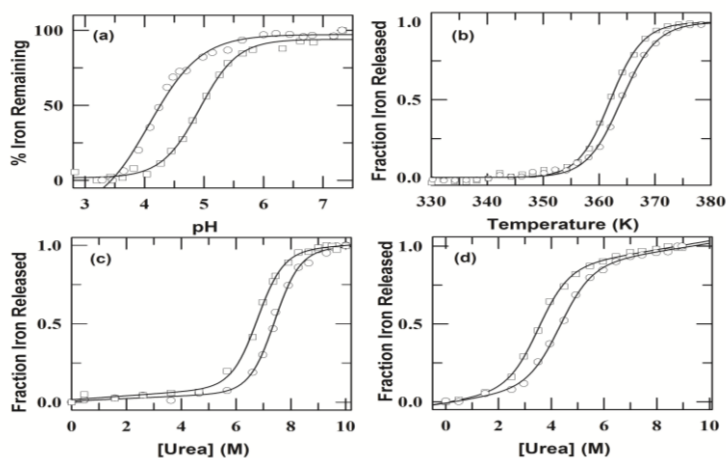 (a)
% Iron Remaining
100
50
0
3 4 5 6 7
pH
(b)
Fraction Iron Released
1.0
0.5
0.0
330 340 350 360 370 380
Temperature (K)
(c)
Fraction Iron Released
1.0
0.5
0.0
0 2 4 6 8 10
[Urea] (M)
(d)
Fraction Iron Released
1.0
0.5
0.0
0 2 4 6 8 10
[Urea] (M)